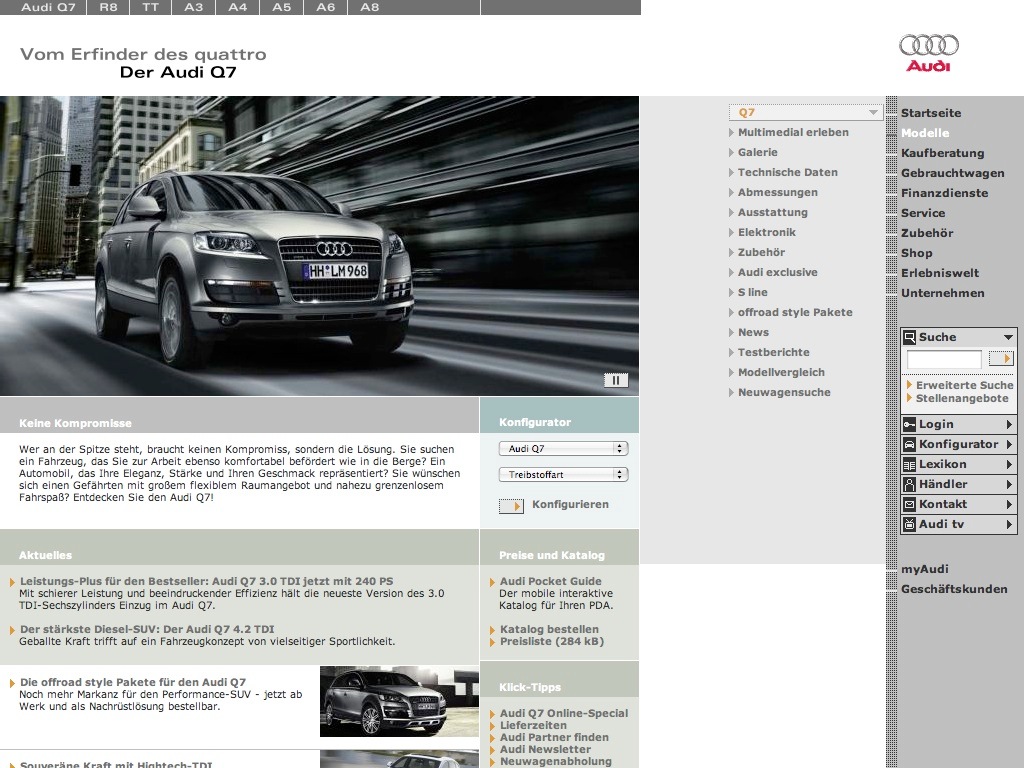 Audi Q7 R8 TT A3 A4 A5 A6 A8
Vom Erfinder des quattro
Der Audi Q7
Audi
HH LM 968
Q7
Multimedial erleben
Galerie
Technische Daten
Abmessungen
Ausstattung
Elektronik
Zubehör
Audi exclusive
S line
offroad style Pakete
News
Testberichte
Modellvergleich
Neuwagensuche
Startseite
Modelle
Kaufberatung
Gebrauchtwagen
Finanzdienste
Service
Zubehör
Shop
Erlebniswelt
Unternehmen
Suche
Erweiterte Suche
Stellenangebote
Login
Konfigurator
Lexikon
Händler
Kontakt
Audi tv
myAudi
Geschäftskunden
Keine Kompromisse
Wer an der Spitze steht, braucht keinen Kompromiss, sondern die Lösung. Sie suchen
ein Fahrzeug, das Sie zur Arbeit ebenso komfortabel befördert wie in die Berge? Ein
Automobil, das Ihre Eleganz, Stärke und Ihren Geschmack repräsentiert? Sie wünschen
sich einen Gefährten mit großem flexiblem Raumangebot und nahezu grenzenlosem
Fahrspaß? Entdecken Sie den Audi Q7!
Konfigurator
Audi Q7
Treibstoffart
Konfigurieren
Aktuelles
Leistungs-Plus für den Bestseller: Audi Q7 3.0 TDI jetzt mit 240 PS
Mit schierer Leistung und beeindruckender Effizienz hält die neueste Version des 3.0
TDI-Sechszylinders Einzug im Audi Q7.
Der stärkste Diesel-SUV: Der Audi Q7 4.2 TDI
Geballte Kraft trifft auf ein Fahrzeugkonzept von vielseitiger Sportlichkeit.
Die offroad style Pakete für den Audi Q7
Noch mehr Markanz für den Performance-SUV - jetzt ab
Werk und als Nachrüstlösung bestellbar.
Souveräne Kraft mit Hightech-TDI
Preise und Katalog
Audi Pocket Guide
Der mobile interaktive
Katalog für Ihren PDA.
Katalog bestellen
Preisliste (284 kB)
Klick-Tipps
Audi Q7 Online-Special
Lieferzeiten
Audi Partner finden
Audi Newsletter
Neuwagenabholung